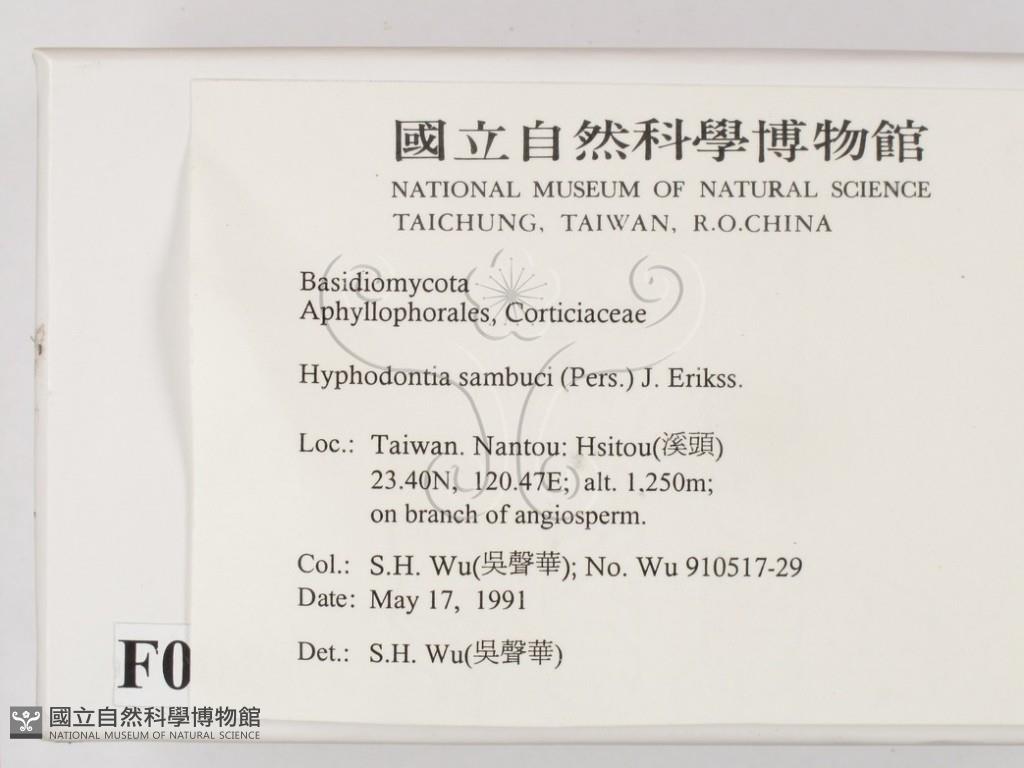 國立自然科學博物館
NATIONAL MUSEUM OF NATURAL SCIENCE
TAICHUNG, TAIWAN, R.O.CHINA
Basidiomycota
Aphyllophorales, Corticiaceae
Hyphodontia sambuci (Pers.) J. Erikss.
Loc.: Taiwan. Nantou: Hsitou(溪頭)
23.40N, 120.47E; alt. 1,250m;
on branch of angiosperm.
Col.: S.H. Wu(吳聲華); No. Wu 910517-29
Date: May 17, 1991
Det.: S.H. Wu(吳聲華)
F0
國立自然科學博物館
NATIONAL MUSEUM OF NATURAL SCIENCE